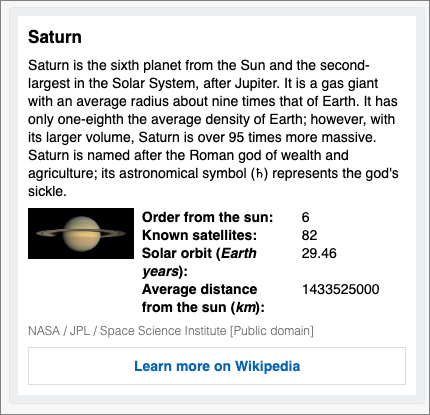 Saturn
Saturn is the sixth planet from the Sun and the second-
largest in the Solar System, after Jupiter. It is a gas giant
with an average radius about nine times that of Earth. It has
only one-eighth the average density of Earth; however, with
its larger volume, Saturn is over 95 times more massive.
Saturn is named after the Roman god of wealth and
agriculture; its astronomical symbol (♄) represents the god's
sickle.
Order from the sun: 6
Known satellites: 82
Solar orbit (Earth 29.46
years):
Average distance 1433525000
from the sun (km):
NASA / JPL / Space Science Institute [Public domain]
Learn more on Wikipedia